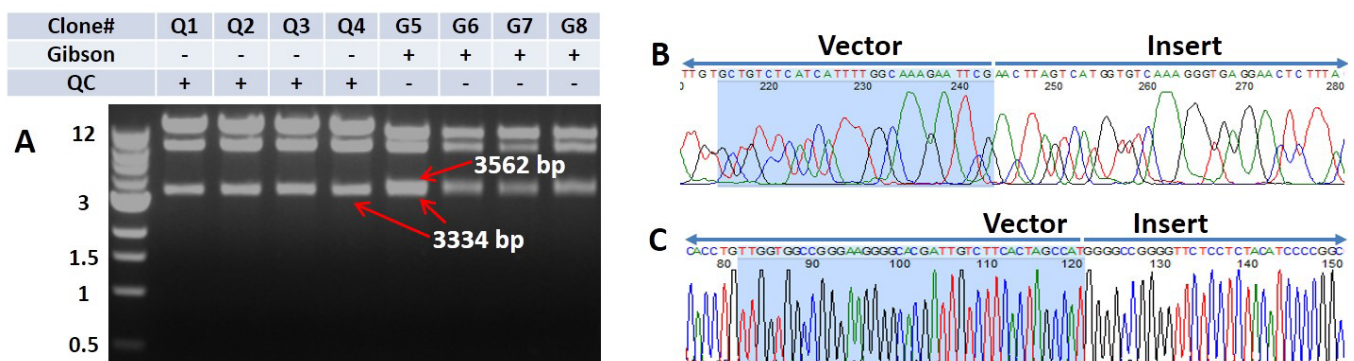 Clone# Q1 Q2 Q3 Q4 G5 G6 G7 G8
Gibson - - - - + + + +
QC + + + + - - - -
A
12
3
1.5
1
0.5
3562 bp
3334 bp
B
Vector Insert
TTGTGCTGTCTCATCATTTTGGCAAAGAATTCGAACTTAGTCATGGTGTCAAAGGGTGAGGAACTCTTTA
0 220 230 240 250 260 270 280
C
Vector Insert
CACCTGTTGGTGGCCGGGAAGGGGCACGATTGTCTTCACTAGCCATGGGGCCGGGGTTCTCCTCTACATCCCCGGC
80 90 100 110 120 130 140 150